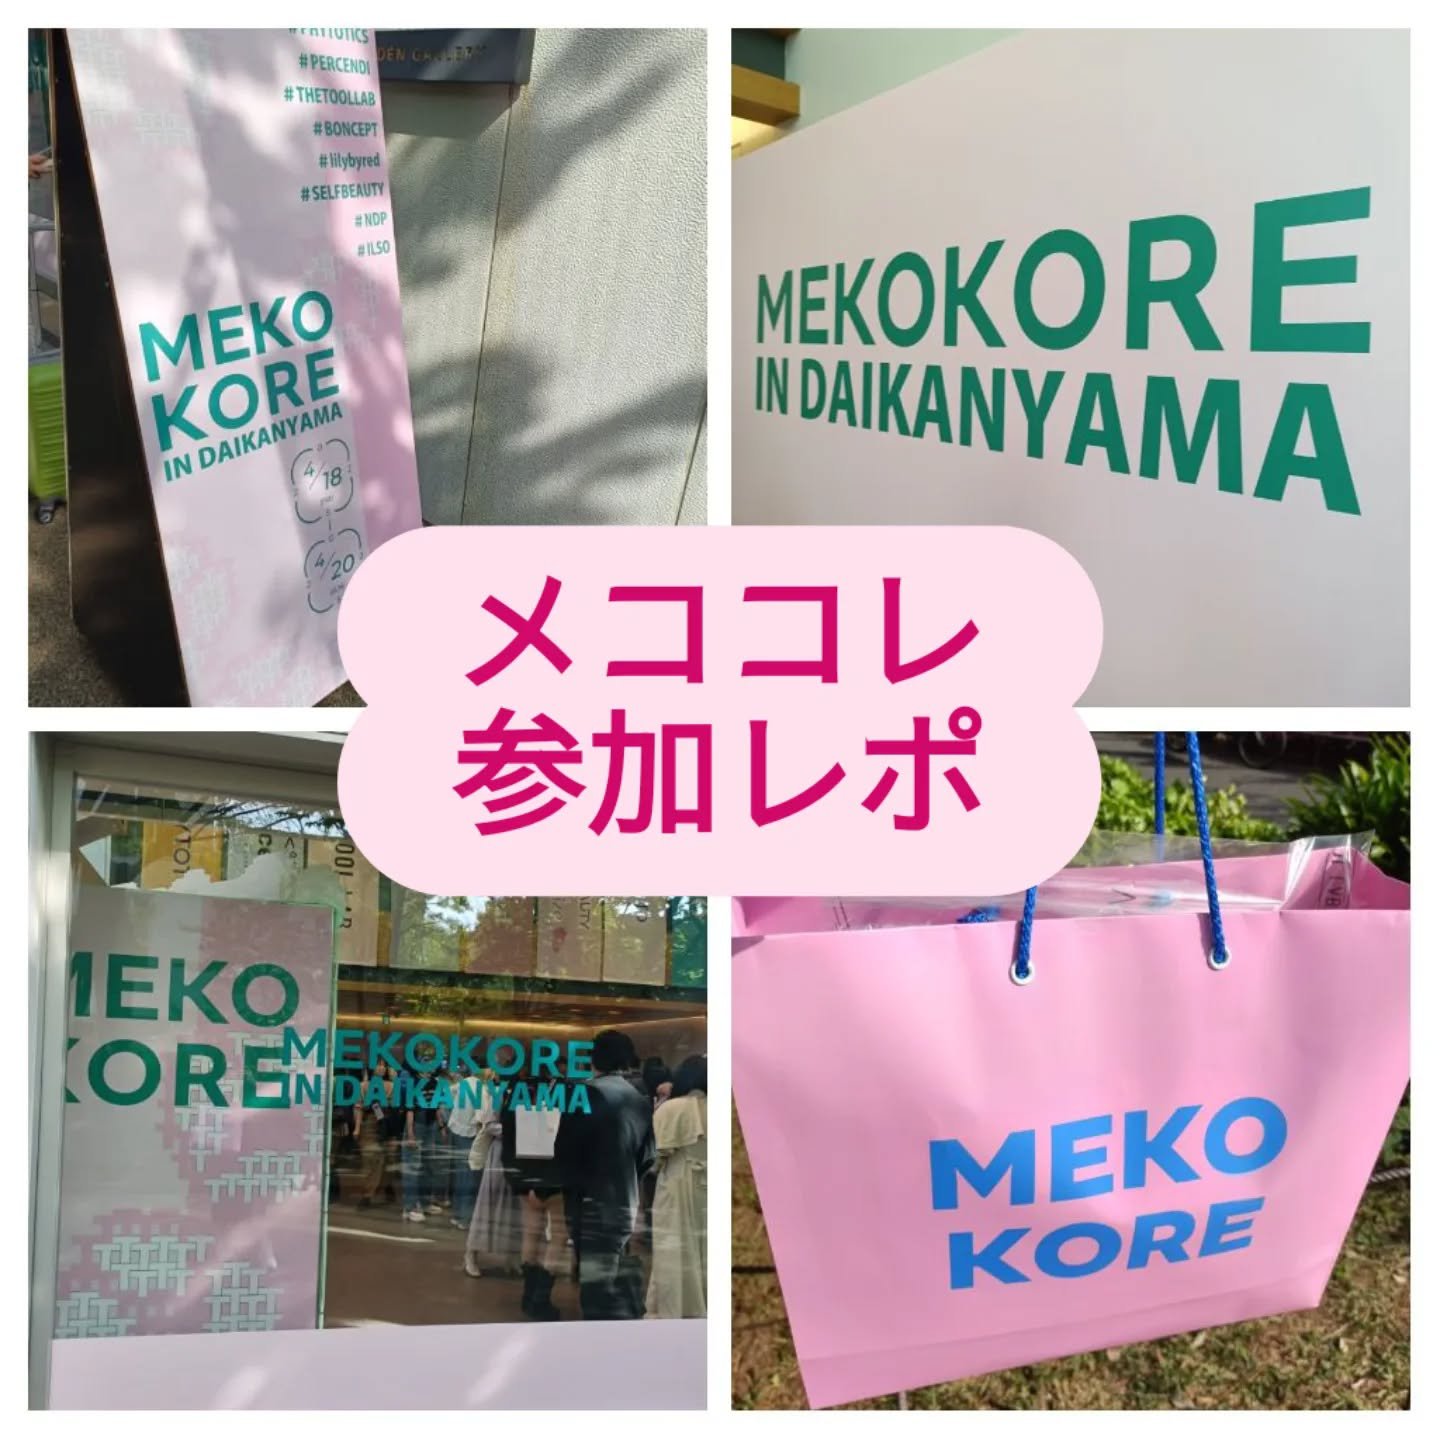 #PERCENDI
#THETOOLLAB
#BONCEPT
#lilybyred
#SELFBEAUTY
#NDP
#ILSO
MEKO
KORE
IN DAIKANYAMA
4/18
4/20
MEKOKORE
IN DAIKANYAMA
メココレ
参加レポ
MEKO
KORE
MEKOKORE
IN DAIKANYAMA
MEKO
KORE